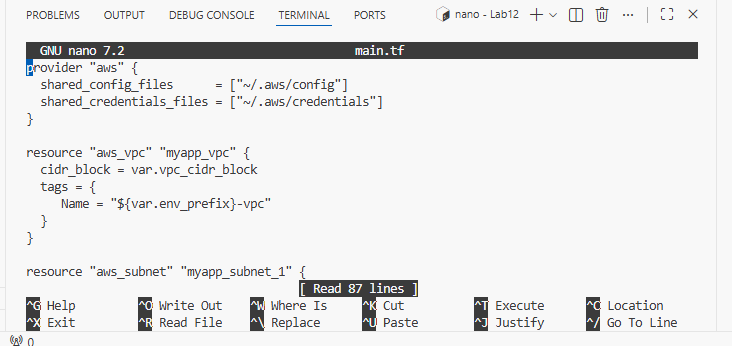 PROBLEMS OUTPUT DEBUG CONSOLE TERMINAL PORTS nano - Lab12
GNU nano 7.2 main.tf
provider "aws" {
  shared_config_files      = ["~/.aws/config"]
  shared_credentials_files = ["~/.aws/credentials"]
}

resource "aws_vpc" "myapp_vpc" {
  cidr_block = var.vpc_cidr_block
  tags = {
     Name = "${var.env_prefix}-vpc"
  }
}

resource "aws_subnet" "myapp_subnet_1" {
[ Read 87 lines ]
^G Help ^O Write Out ^W Where Is ^K Cut ^T Execute ^C Location
^X Exit ^R Read File ^\ Replace ^U Paste ^J Justify ^/ Go To Line
0